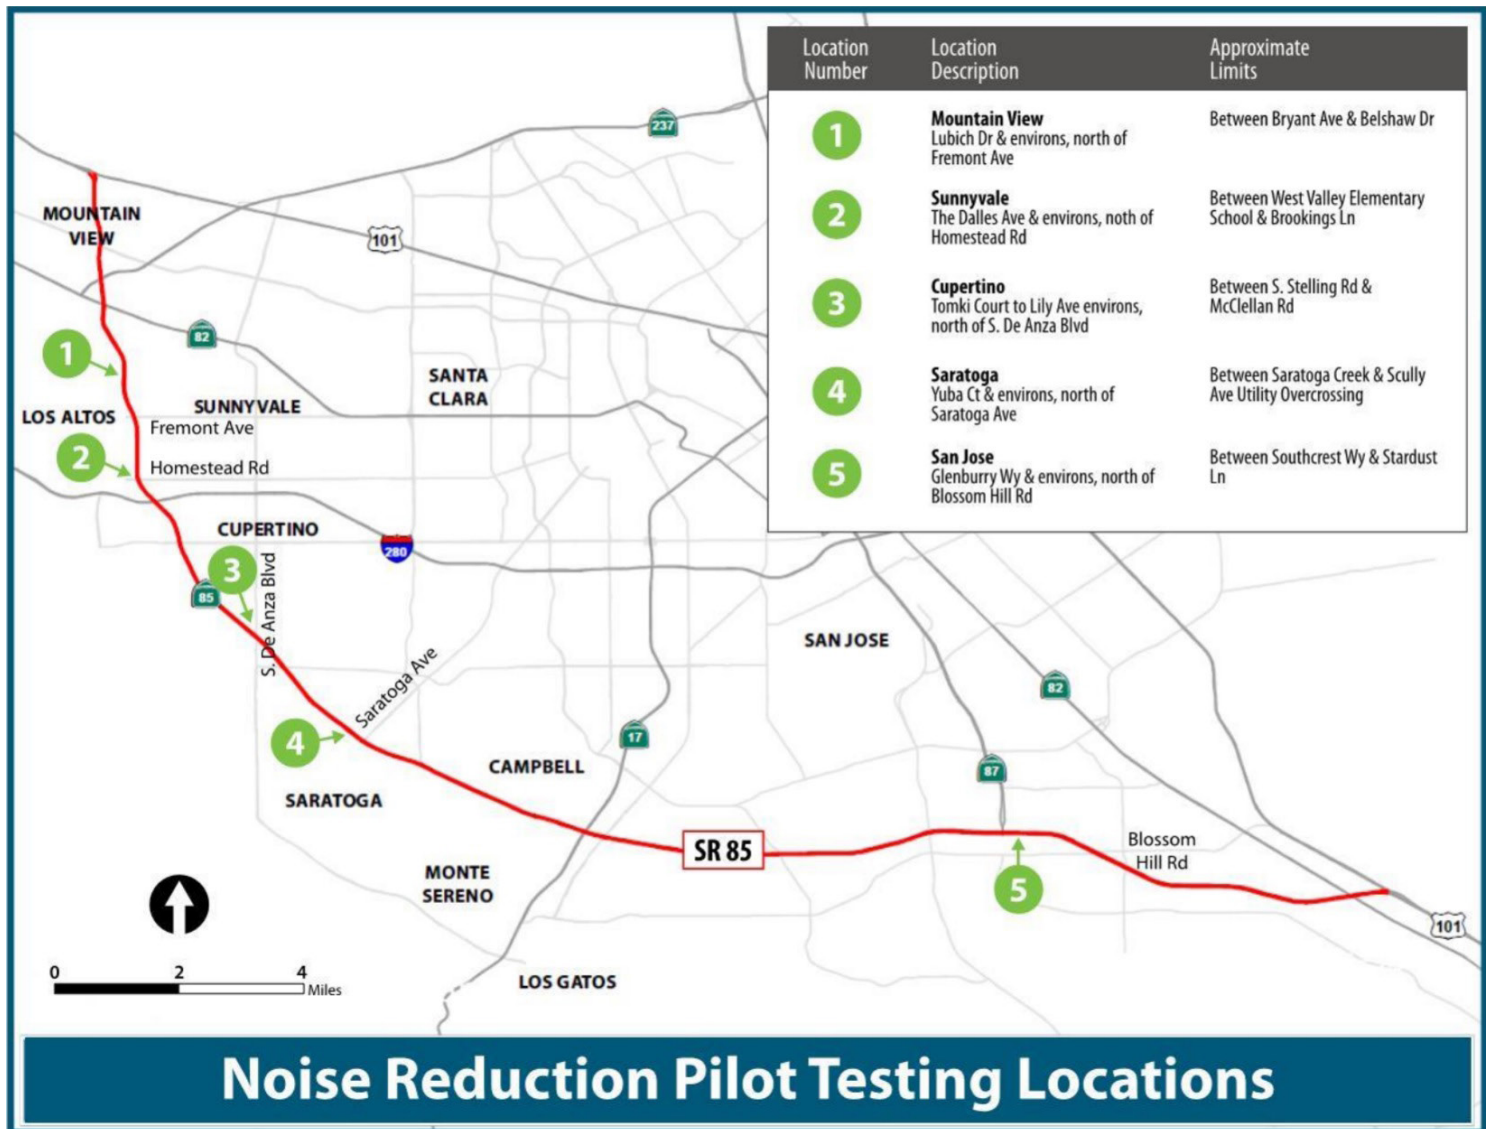 Location
Number
Location
Description
Approximate
Limits
1
Mountain View
Lubich Dr & environs, north of
Fremont Ave
Between Bryant Ave & Belshaw Dr
2
Sunnyvale
The Dalles Ave & environs, noth of
Homestead Rd
Between West Valley Elementary
School & Brookings Ln
3
Cupertino
Tomki Court to Lily Ave environs,
north of S. De Anza Blvd
Between S. Stelling Rd &
McClellan Rd
4
Saratoga
Yuba Ct & environs, north of
Saratoga Ave
Between Saratoga Creek & Scully
Ave Utility Overcrossing
5
San Jose
Glenburry Wy & environs, north of
Blossom Hill Rd
Between Southcrest Wy & Stardust
Ln
237
MOUNTAIN
VIEW
101
82
1
SANTA
CLARA
LOS ALTOS
SUNNYVALE
Fremont Ave
2
Homestead Rd
CUPERTINO
280
3
85
S. De Anza Blvd
SAN JOSE
Saratoga Ave
82
4
17
CAMPBELL
87
SARATOGA
SR 85
Blossom
Hill Rd
MONTE
SERENO
5
101
LOS GATOS
0 2 4
Miles
Noise Reduction Pilot Testing Locations